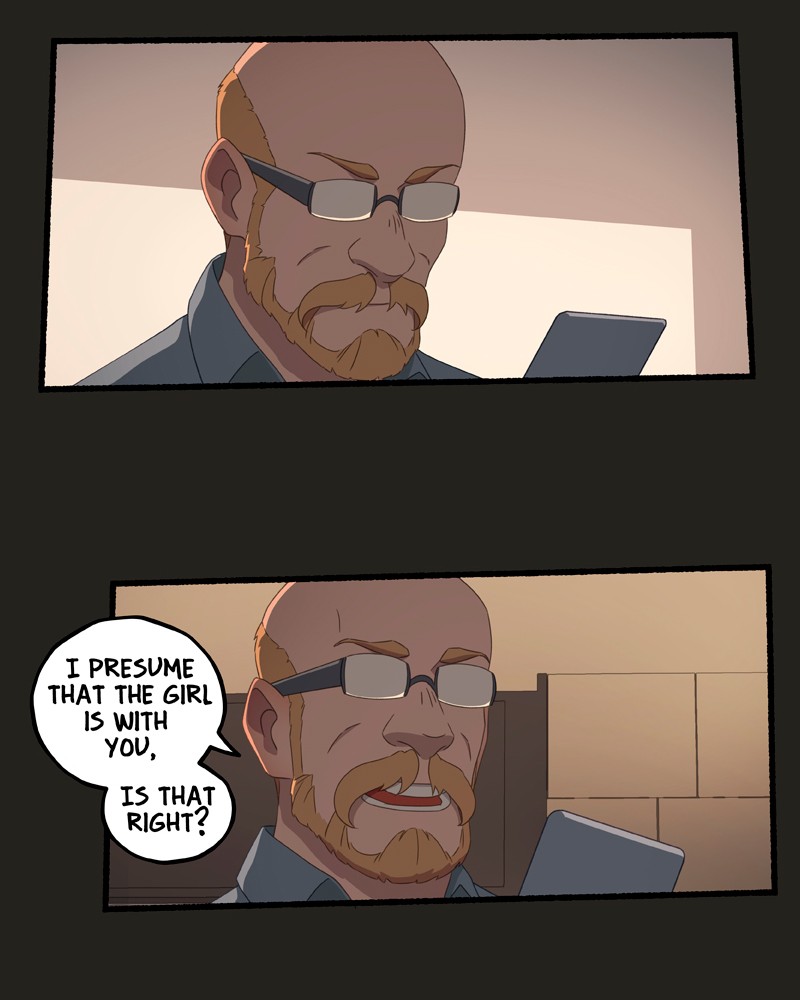 I PRESUME
THAT THE GIRL
IS WITH
YOU,
IS THAT
RIGHT?